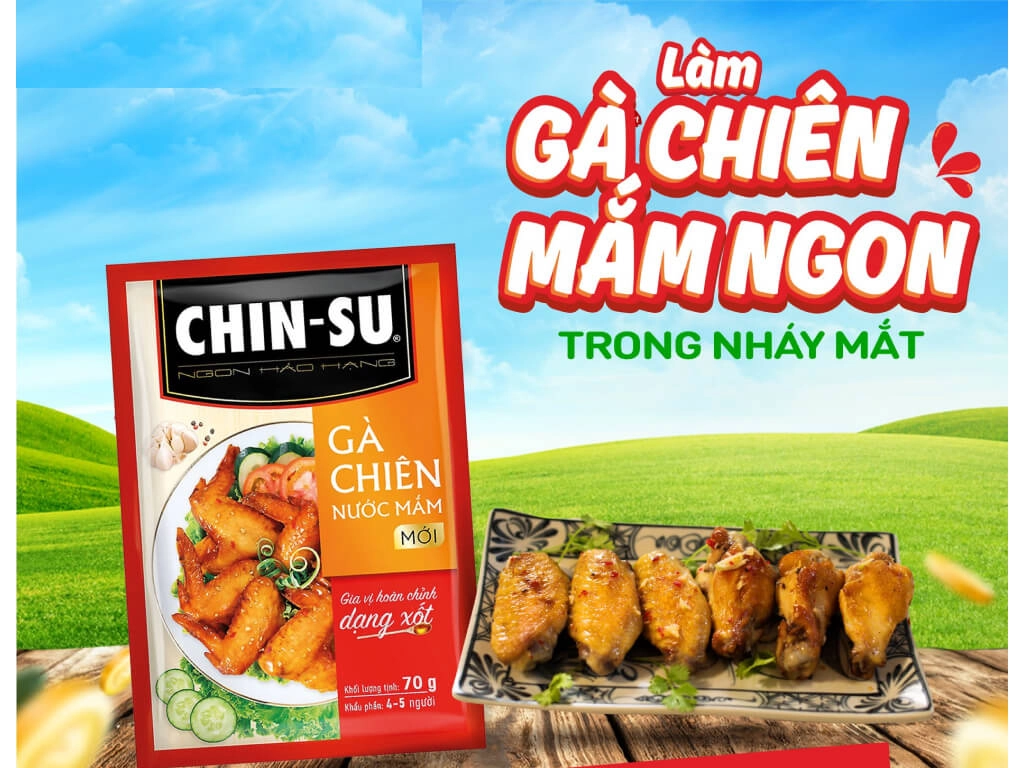 Làm
GÀ CHIÊN
MẮM NGON
TRONG NHÁY MẮT
CHIN-SU®
NGON HẢO HẠNG
GÀ
CHIÊN
NƯỚC MẮM
MỚI
Gia vị hoàn chỉnh
dạng xốt
Khối lượng tịnh: 70 g
Khẩu phần: 4-5 người